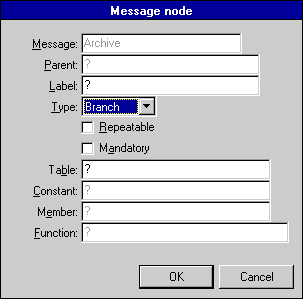 Message node
Message: Archive
Parent: ?
Label: ?
Type: Branch
Repeatable
Mandatory
Table: ?
Constant: ?
Member: ?
Function: ?
OK Cancel